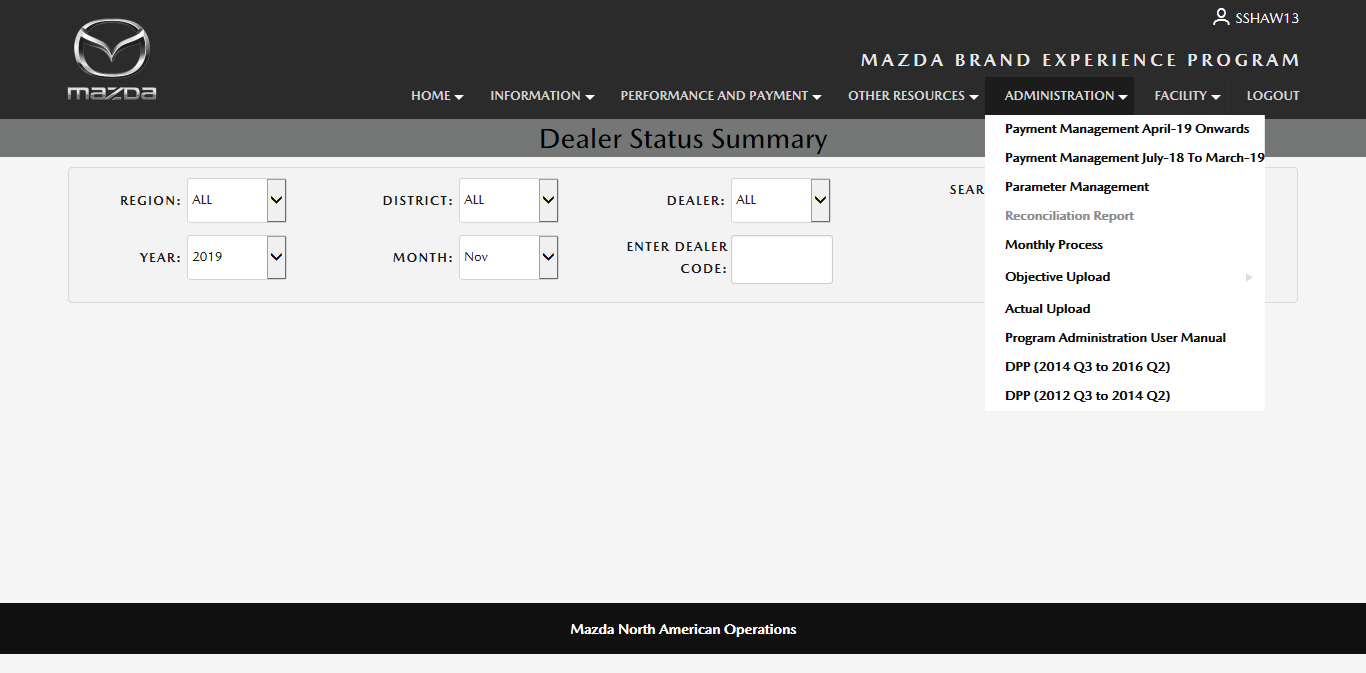 SSHAW13
mazda
MAZDA BRAND EXPERIENCE PROGRAM
HOME INFORMATION PERFORMANCE AND PAYMENT OTHER RESOURCES ADMINISTRATION FACILITY LOGOUT
Dealer Status Summary
Payment Management April-19 Onwards
Payment Management July-18 To March-19
Parameter Management
Reconciliation Report
Monthly Process
Objective Upload
Actual Upload
Program Administration User Manual
DPP (2014 Q3 to 2016 Q2)
DPP (2012 Q3 to 2014 Q2)
REGION: ALL DISTRICT: ALL DEALER: ALL SEAR
YEAR: 2019 MONTH: Nov ENTER DEALER
CODE:
Mazda North American Operations